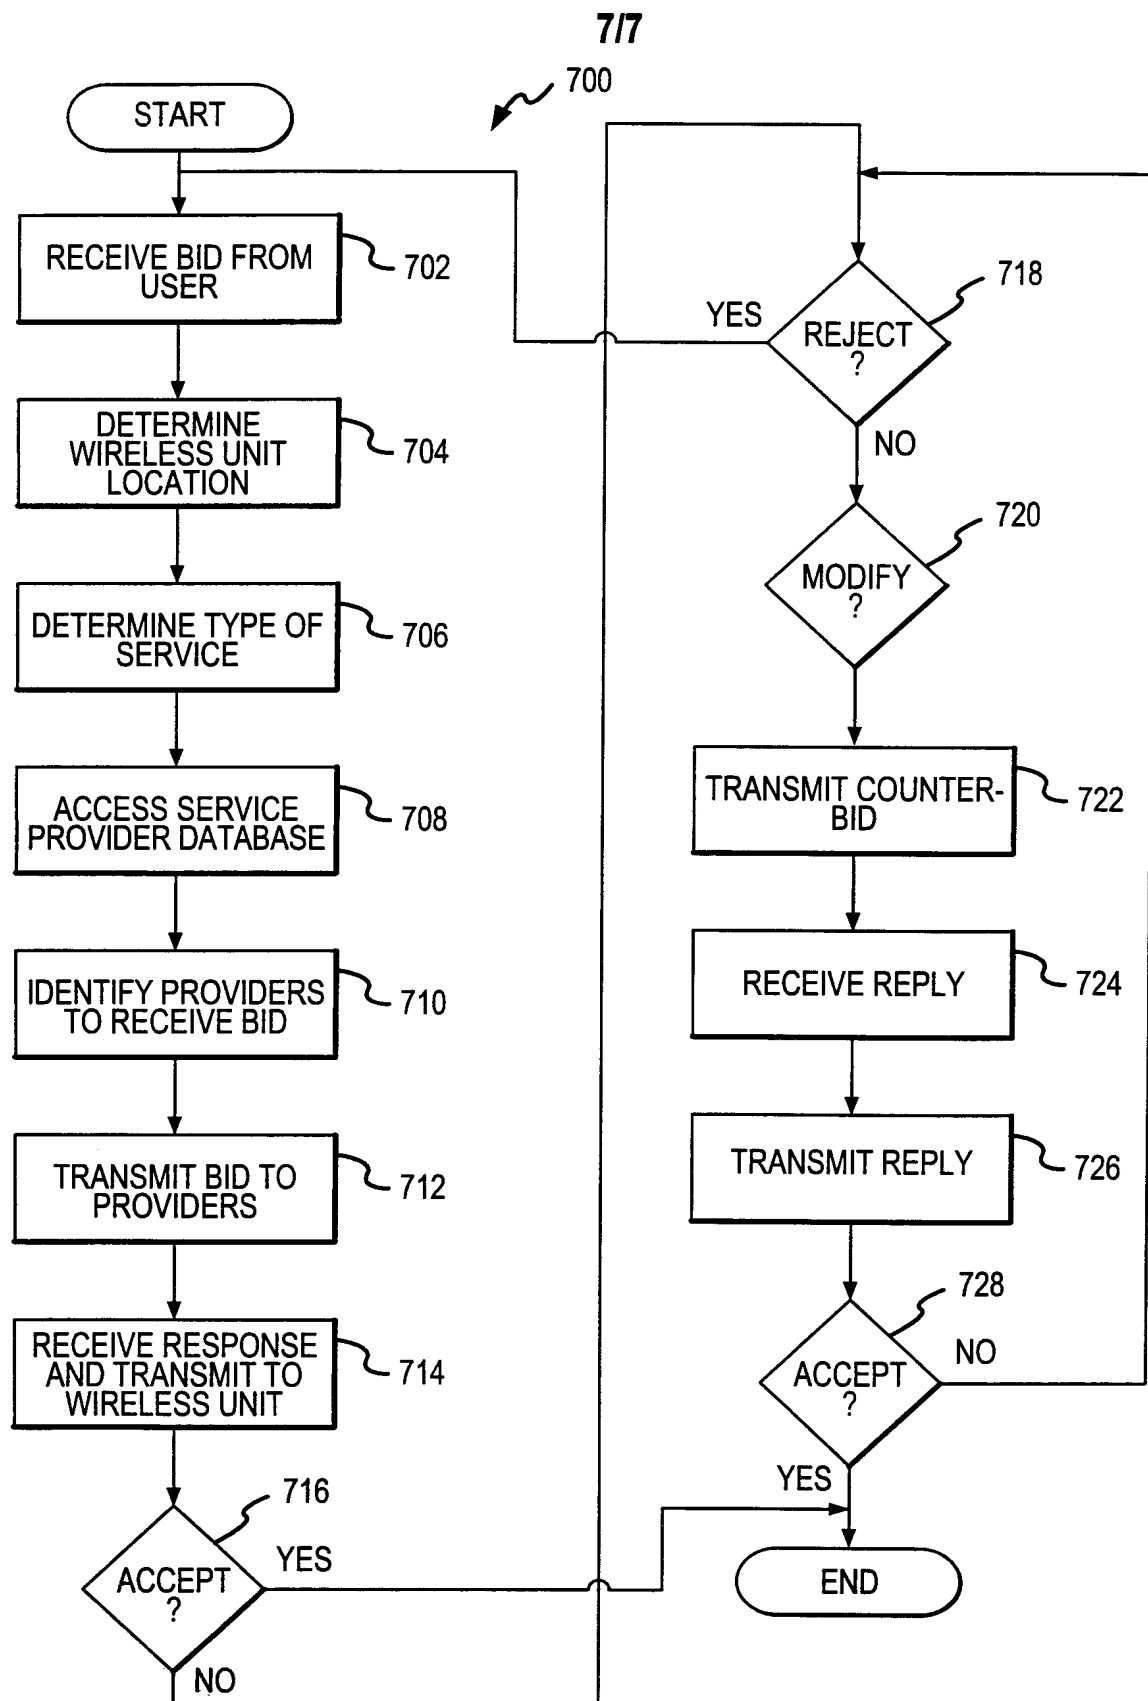 7/7
700
START
RECEIVE BID FROM
USER
702
DETERMINE
WIRELESS UNIT
LOCATION
704
DETERMINE TYPE OF
SERVICE
706
ACCESS SERVICE
PROVIDER DATABASE
708
IDENTIFY PROVIDERS
TO RECEIVE BID
710
TRANSMIT BID TO
PROVIDERS
712
RECEIVE RESPONSE
AND TRANSMIT TO
WIRELESS UNIT
714
716
ACCEPT
?
YES
NO
718
YES
REJECT
?
NO
720
MODIFY
?
TRANSMIT COUNTER-
BID
722
RECEIVE REPLY
724
TRANSMIT REPLY
726
728
ACCEPT
?
NO
YES
END